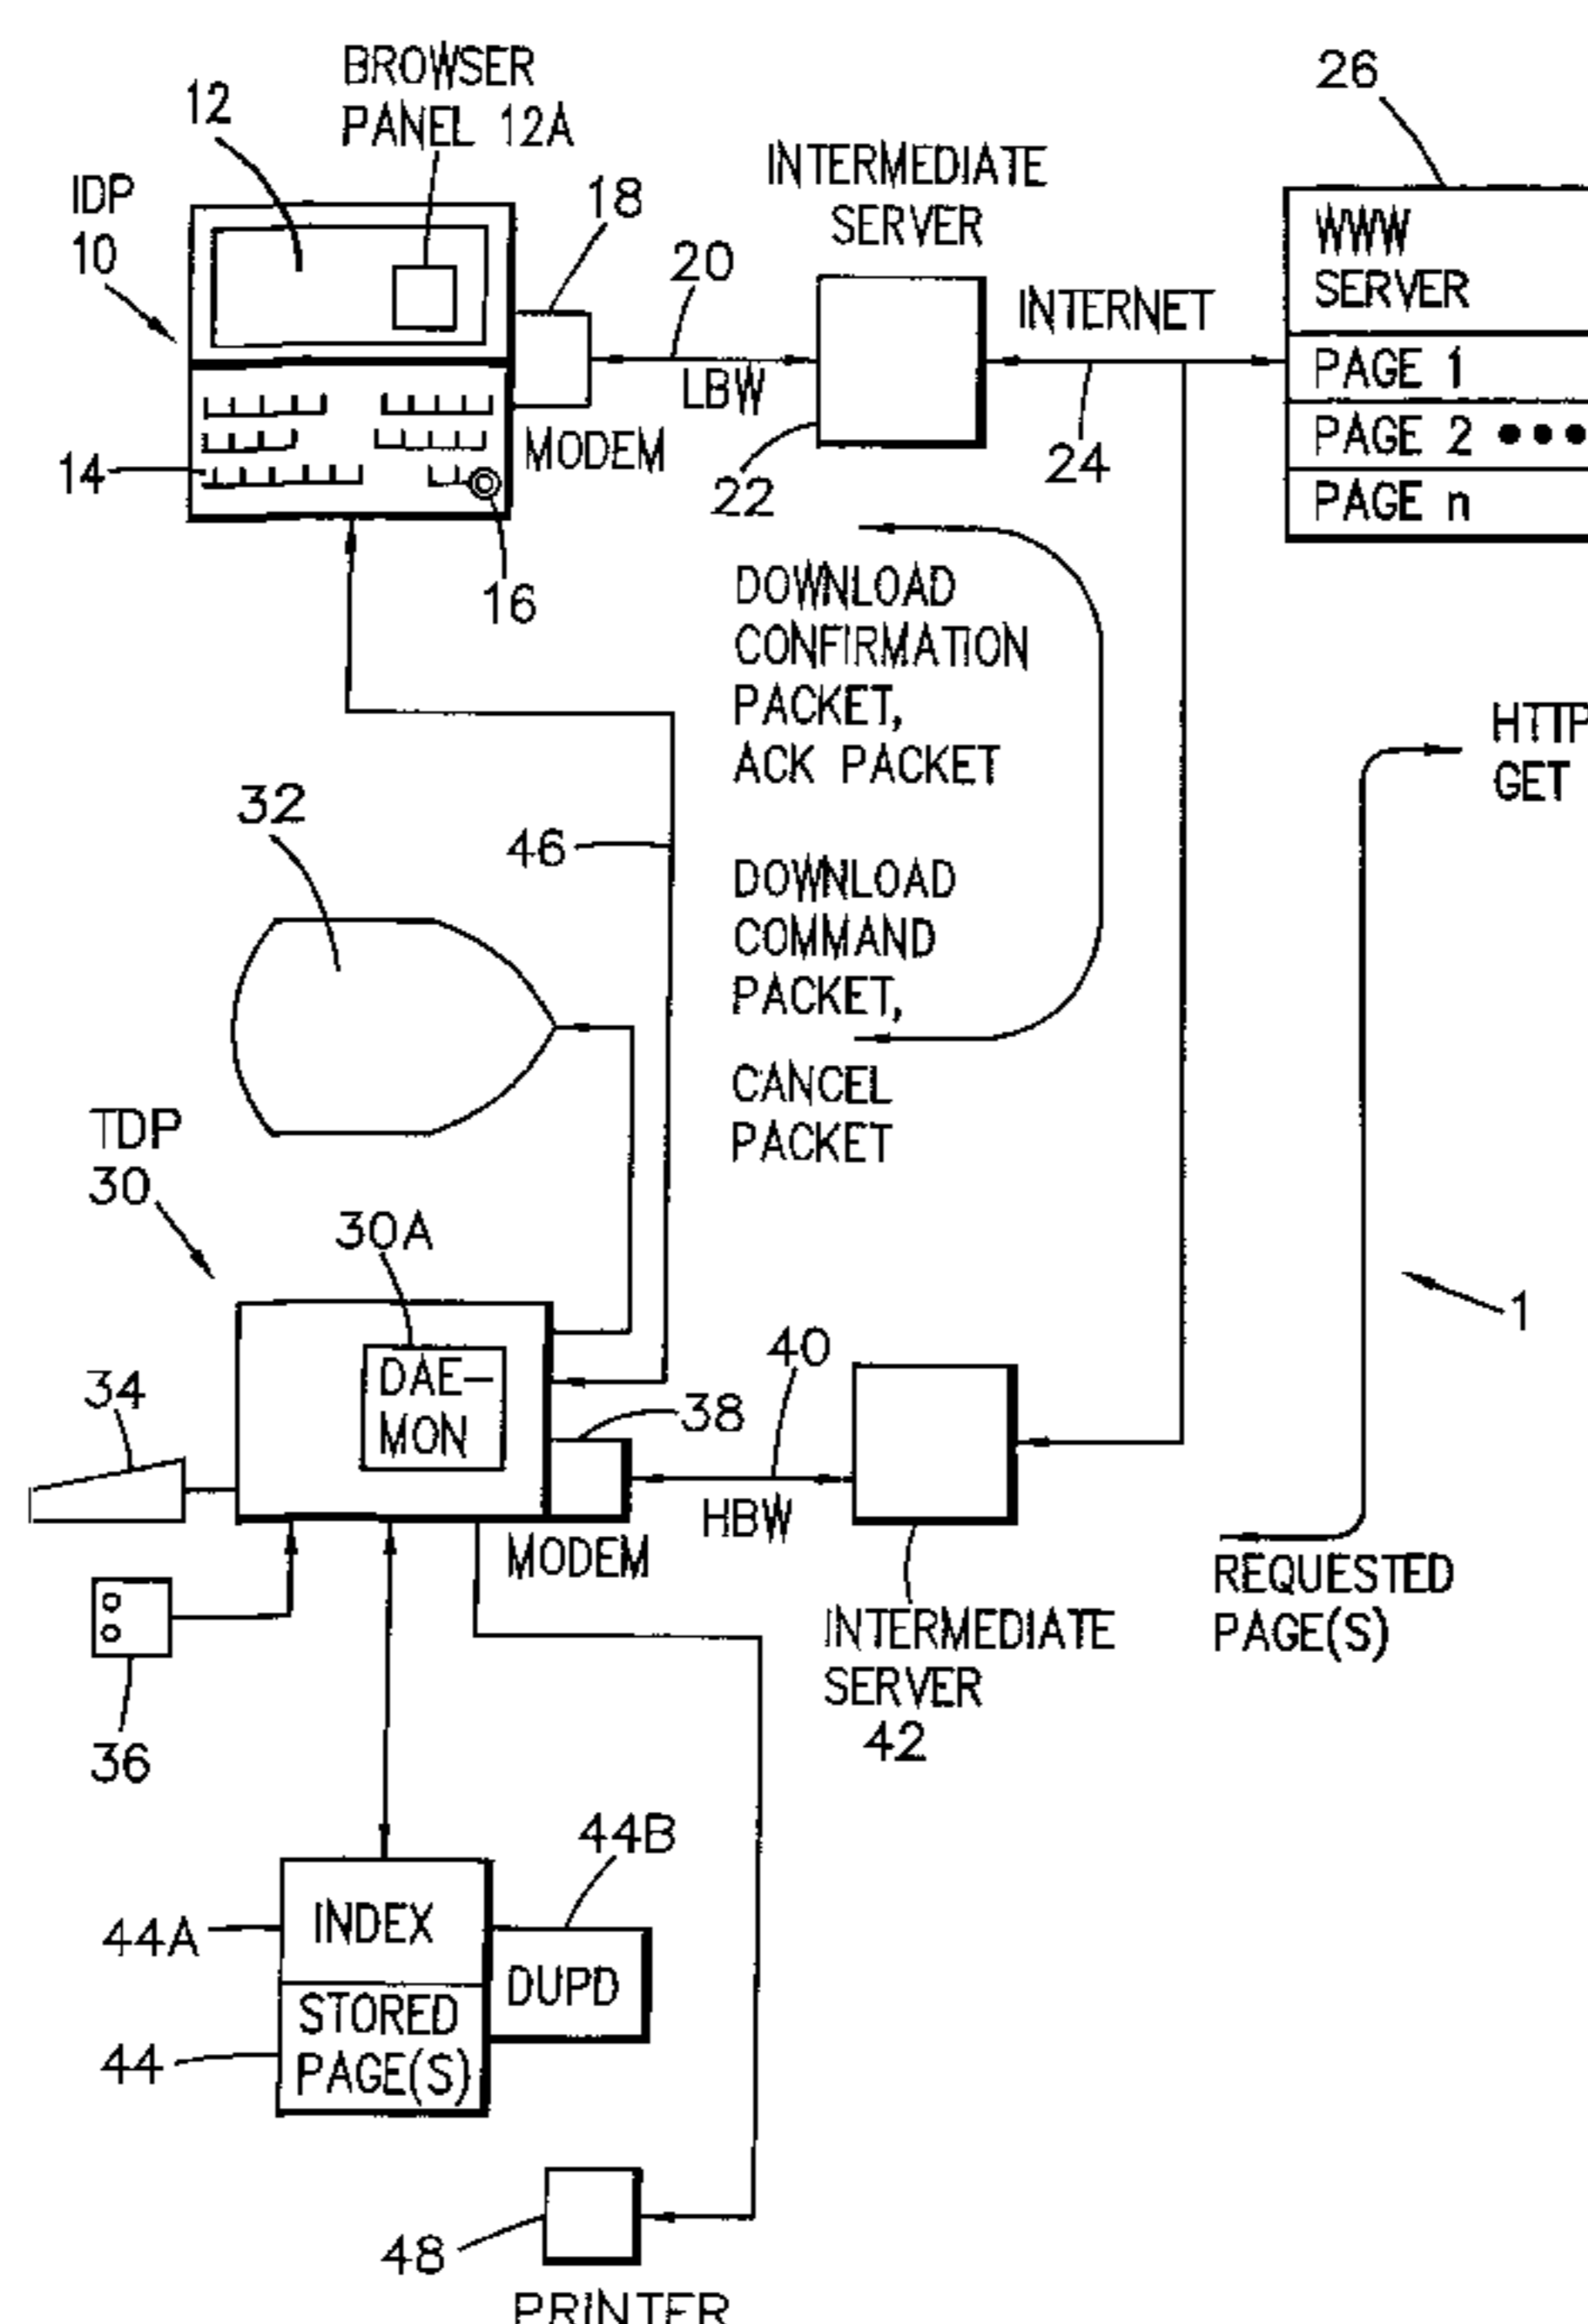 BROWSER
PANEL 12A
12
IDP
10
18
INTERMEDIATE
SERVER
20
LBW
INTERNET
26
WWW
SERVER
PAGE 1
PAGE 2 •••
PAGE n
MODEM
14
16
22
24
DOWNLOAD
CONFIRMATION
PACKET,
ACK PACKET
DOWNLOAD
COMMAND
PACKET,
CANCEL
PACKET
HTTP
GET
32
46
TDP
30
30A
DAE-
MON
34
38
40
HBW
1
MODEM
36
INTERMEDIATE
SERVER
42
REQUESTED
PAGE(S)
44B
44A
INDEX
DUPD
STORED
PAGE(S)
44
48
PRINTER